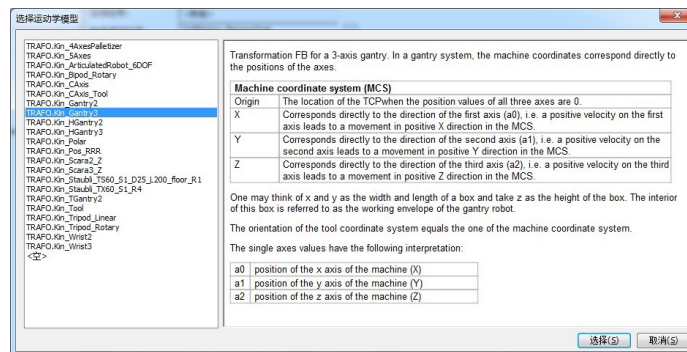 选择运动学模型
TRAFO.Kin_4AxesPalletizer
TRAFO.Kin_5Axes
TRAFO.Kin_ArticulatedRobot_6DOF
TRAFO.Kin_Bipod_Rotary
TRAFO.Kin_CAxis
TRAFO.Kin_CAxis_Tool
TRAFO.Kin_Gantry2
TRAFO.Kin_Gantry3
TRAFO.Kin_HGantry2
TRAFO.Kin_HGantry3
TRAFO.Kin_Polar
TRAFO.Kin_Pos_RRR
TRAFO.Kin_Scara2_Z
TRAFO.Kin_Scara3_Z
TRAFO.Kin_Staubli_TS60_S1_D25_L200_floor_R1
TRAFO.Kin_Staubli_TX60_S1_R4
TRAFO.Kin_TGantry2
TRAFO.Kin_Tool
TRAFO.Kin_Tripod_Linear
TRAFO.Kin_Tripod_Rotary
TRAFO.Kin_Wrist2
TRAFO.Kin_Wrist3
<空>
Transformation FB for a 3-axis gantry. In a gantry system, the machine coordinates correspond directly to
the positions of the axes.
Machine coordinate system (MCS)
Origin The location of the TCPwhen the position values of all three axes are 0.
X Corresponds directly to the direction of the first axis (a0), i.e. a positive velocity on the first
axis leads to a movement in positive X direction in the MCS.
Y Corresponds directly to the direction of the second axis (a1), i.e. a positive velocity on the
second axis leads to a movement in positive Y direction in the MCS.
Z Corresponds directly to the direction of the third axis (a2), i.e. a positive velocity on the third
axis leads to a movement in positive Z direction in the MCS.
One may think of x and y as the width and length of a box and take z as the height of the box. The interior
of this box is referred to as the working envelope of the gantry robot.
The orientation of the tool coordinate system equals the one of the machine coordinate system.
The single axes values have the following interpretation:
a0 position of the x axis of the machine (X)
a1 position of the y axis of the machine (Y)
a2 position of the z axis of the machine (Z)
选择(S) 取消(S)